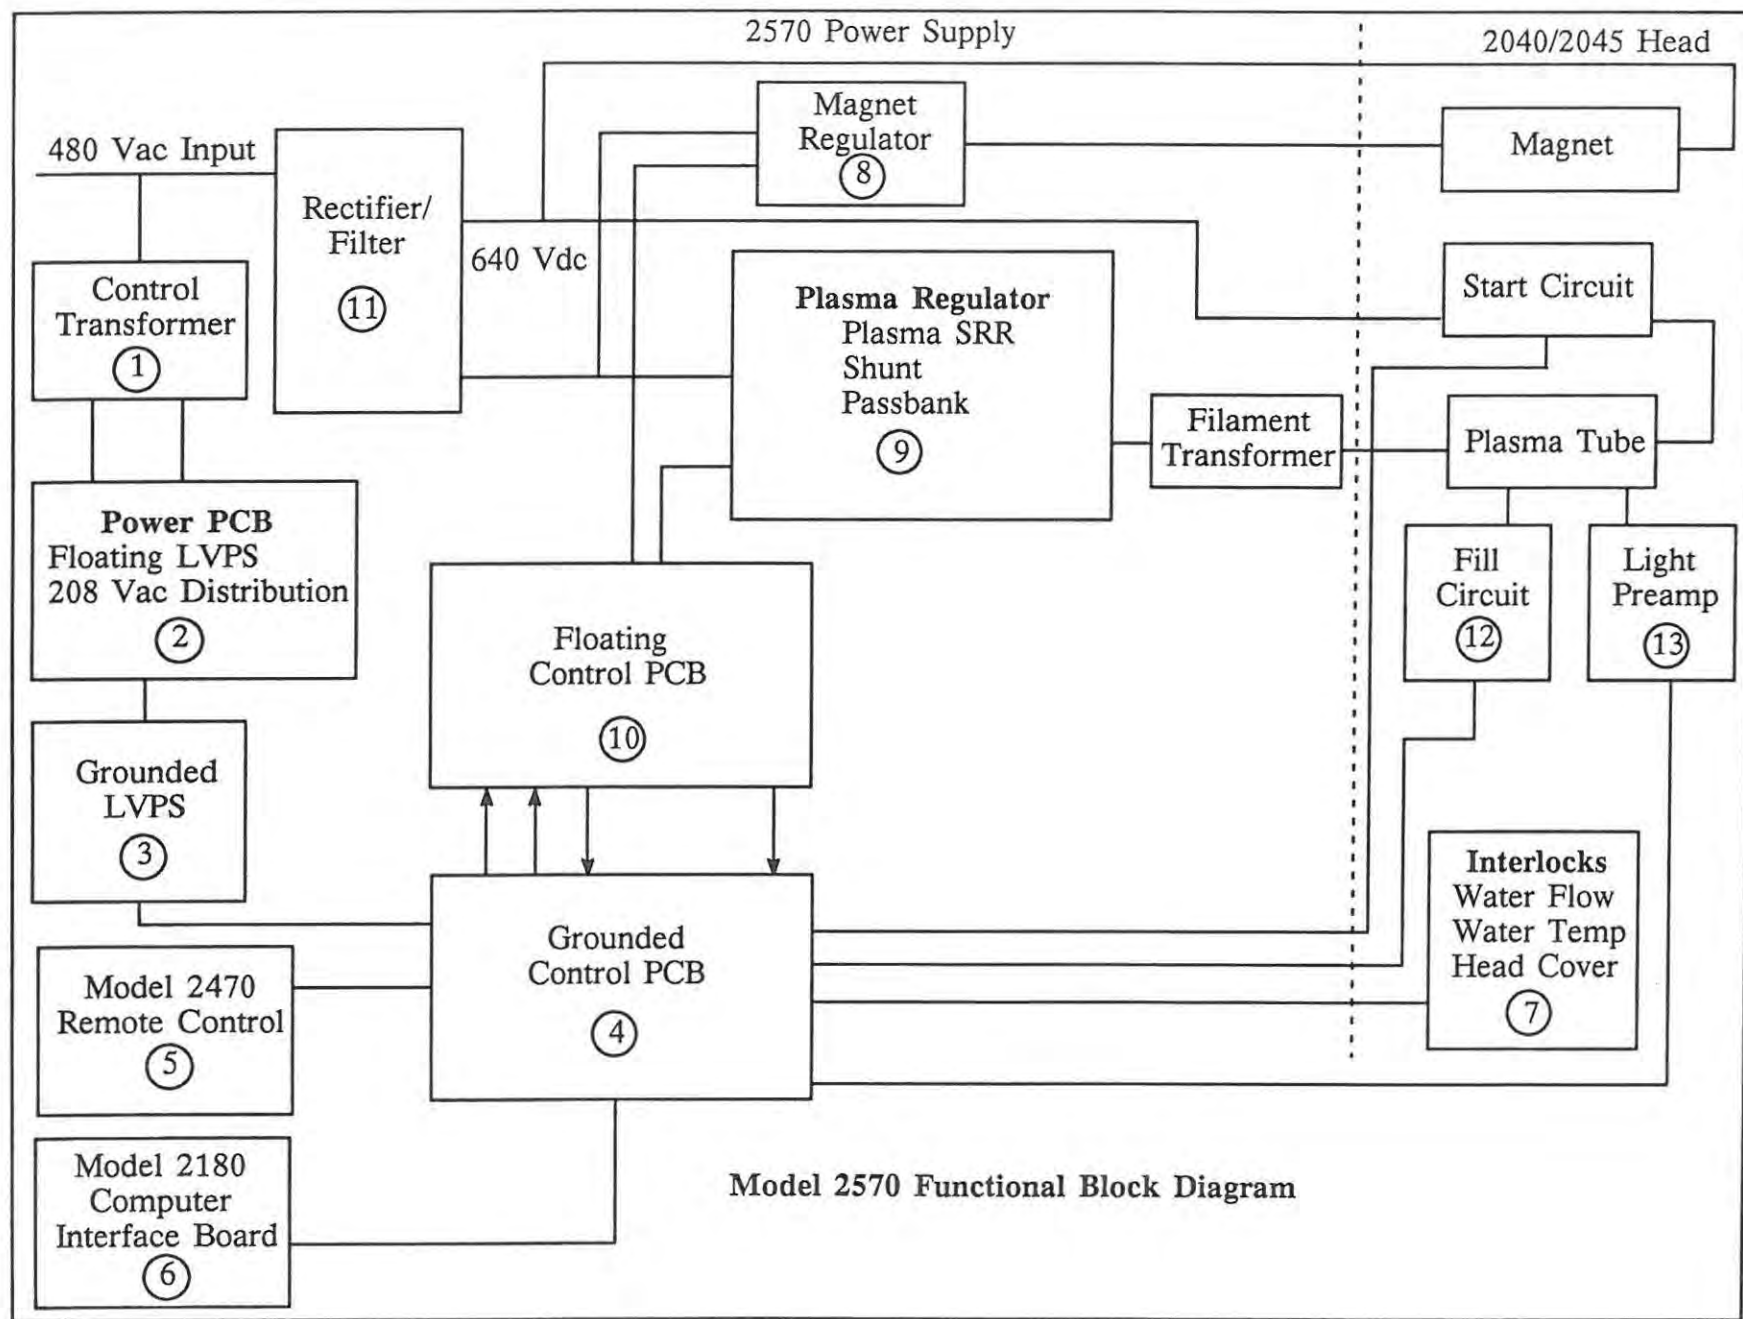 2570 Power Supply
2040/2045 Head
480 Vac Input
Rectifier/
Filter
11
640 Vdc
Magnet
Regulator
8
Magnet
Control
Transformer
1
Plasma Regulator
Plasma SRR
Shunt
Passbank
9
Start Circuit
Filament
Transformer
Plasma Tube
Power PCB
Floating LVPS
208 Vac Distribution
2
Floating
Control PCB
10
Fill
Circuit
12
Light
Preamp
13
Grounded
LVPS
3
Grounded
Control PCB
4
Interlocks
Water Flow
Water Temp
Head Cover
7
Model 2470
Remote Control
5
Model 2180
Computer
Interface Board
6
Model 2570 Functional Block Diagram